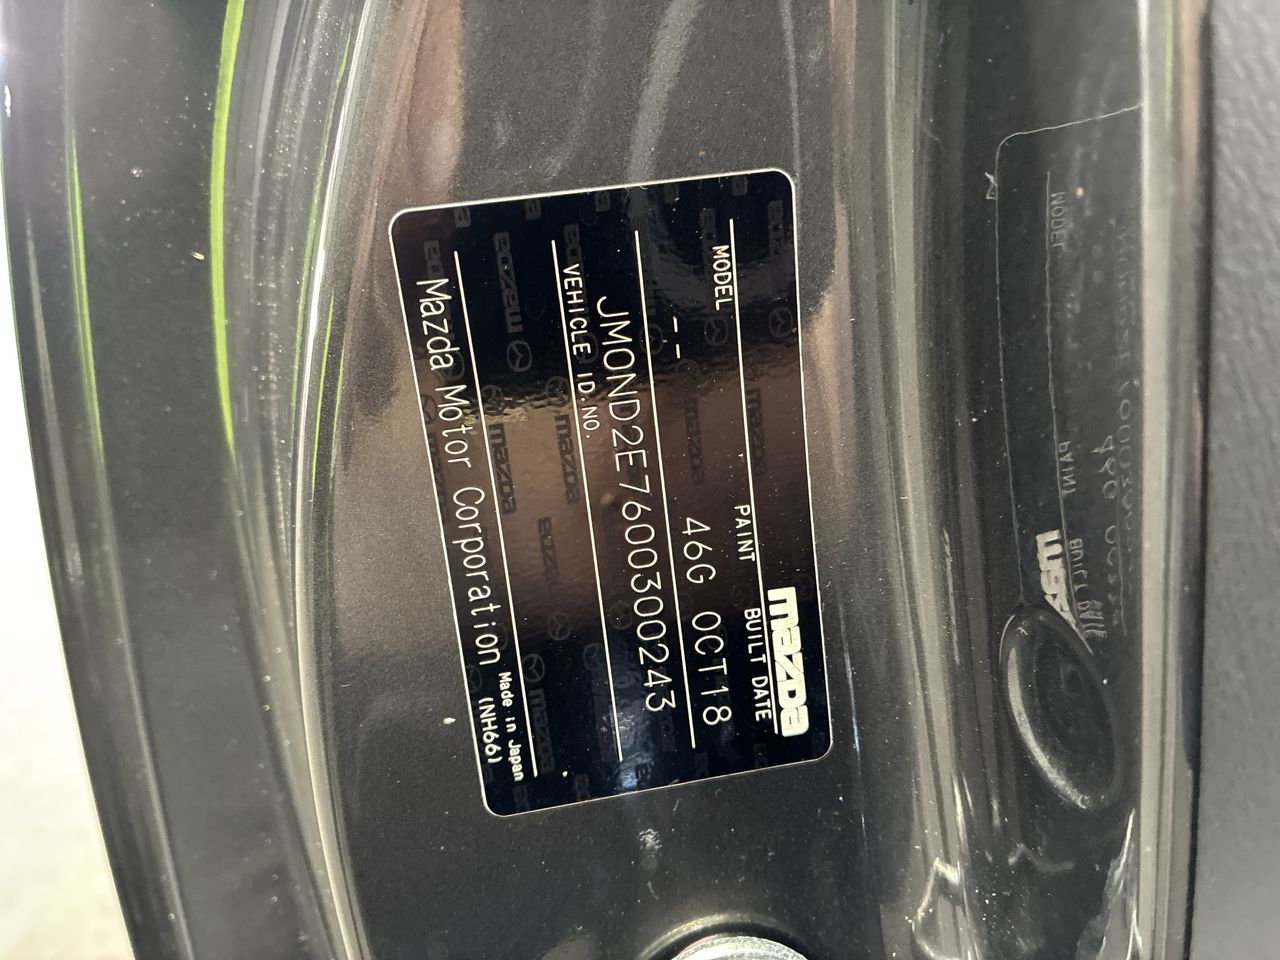 mazda
MODEL PAINT BUILT DATE
-- 46G OCT18
JM0ND2E7600300243
VEHICLE ID.NO.
Made in Japan
Mazda Motor Corporation (NH66)